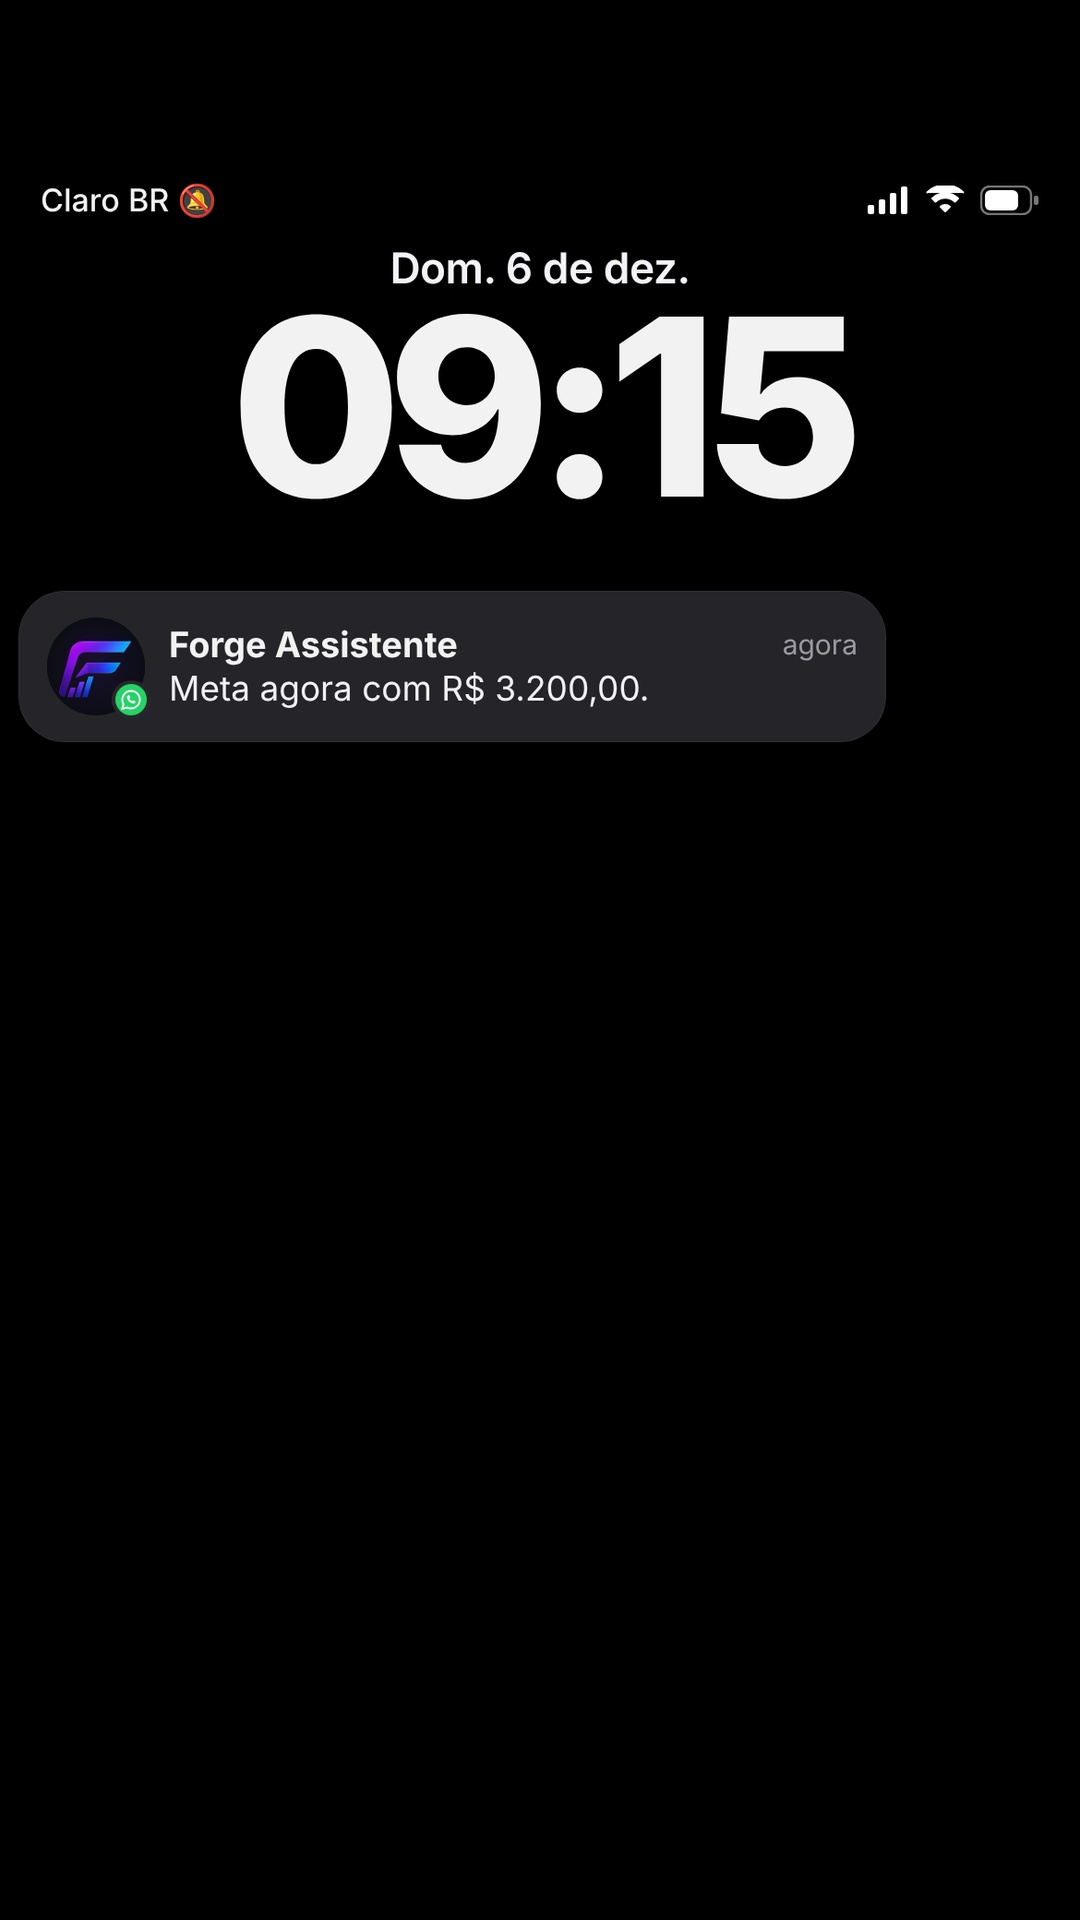 Claro BR
Dom. 6 de dez.
09:15
Forge Assistente
agora
Meta agora com R$ 3.200,00.